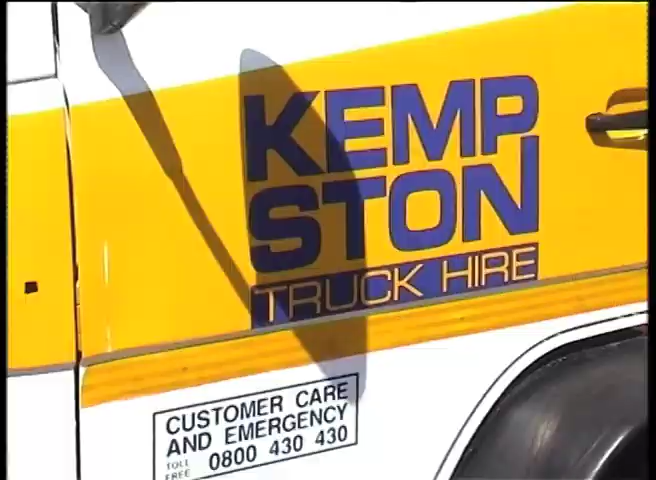 KEMP
STON
TRUCK HIRE
CUSTOMER CARE
AND EMERGENCY
TOLL FREE 0800 430 430